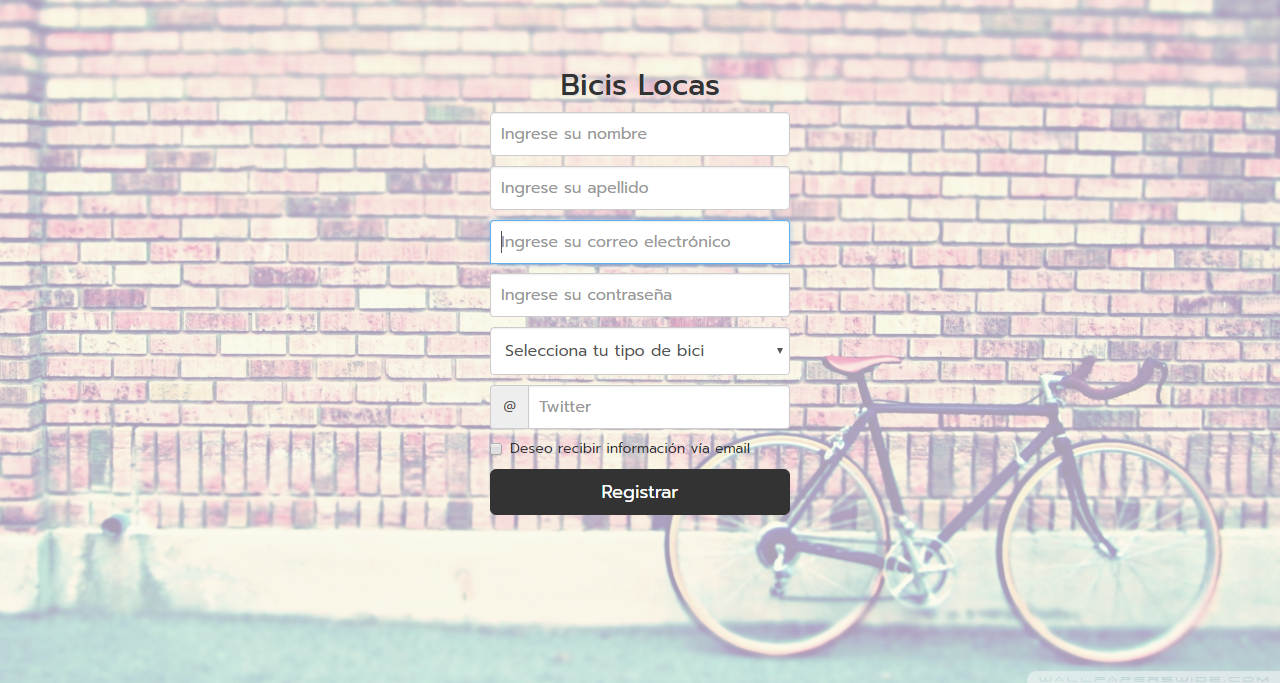 Bicis Locas
Ingrese su nombre
Ingrese su apellido
Ingrese su correo electrónico
Ingrese su contraseña
Selecciona tu tipo de bici
@ Twitter
Deseo recibir información vía email
Registrar
WALLPAPERSWIDE.COM